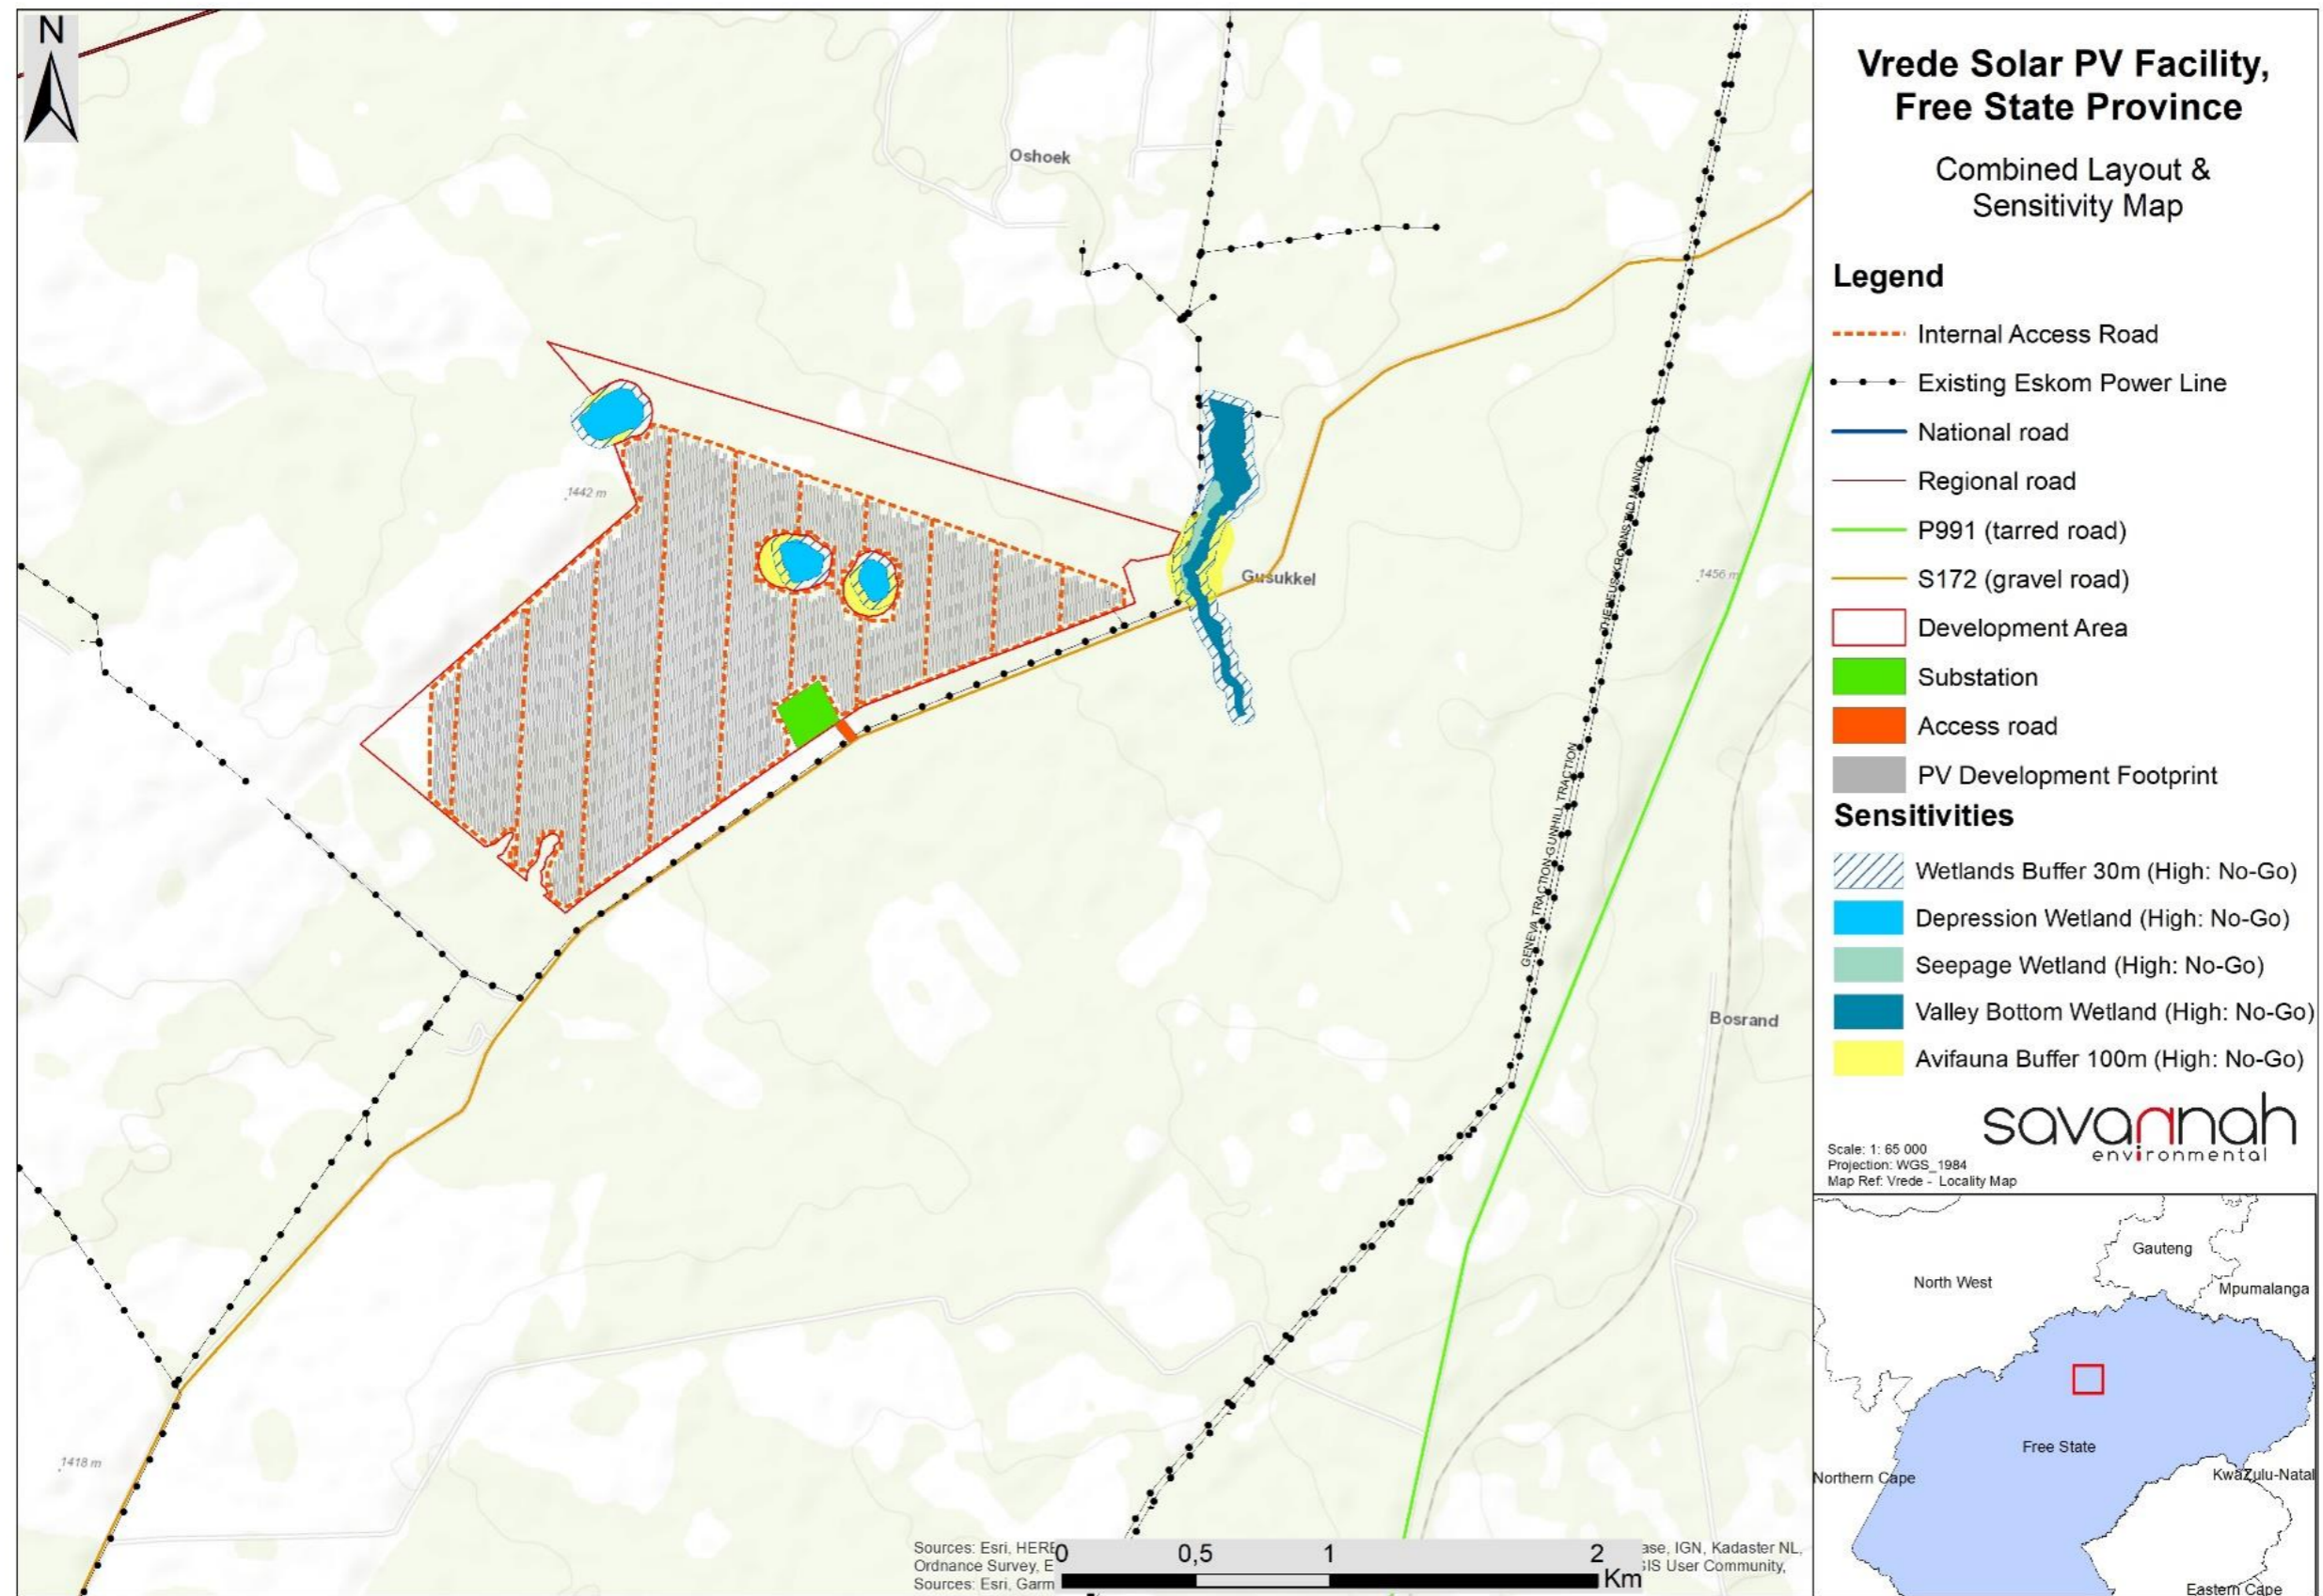 N
Oshoek
1442 m
Gusukkel
1456 m
THESEUS KROONSTAD MUNIC
GENEVA TRACTION-GUNHILL TRACTION
Bosrand
1418 m
Sources: Esri, HERE
Ordnance Survey, E
Sources: Esri, Garm
ase, IGN, Kadaster NL,
GIS User Community,
0 0,5 1 2
Km
Vrede Solar PV Facility,
Free State Province
Combined Layout &
Sensitivity Map
Legend
Internal Access Road
Existing Eskom Power Line
National road
Regional road
P991 (tarred road)
S172 (gravel road)
Development Area
Substation
Access road
PV Development Footprint
Sensitivities
Wetlands Buffer 30m (High: No-Go)
Depression Wetland (High: No-Go)
Seepage Wetland (High: No-Go)
Valley Bottom Wetland (High: No-Go)
Avifauna Buffer 100m (High: No-Go)
savannah
environmental
Scale: 1: 65 000
Projection: WGS_1984
Map Ref: Vrede - Locality Map
Gauteng
North West
Mpumalanga
Free State
Northern Cape
KwaZulu-Natal
Eastern Cape